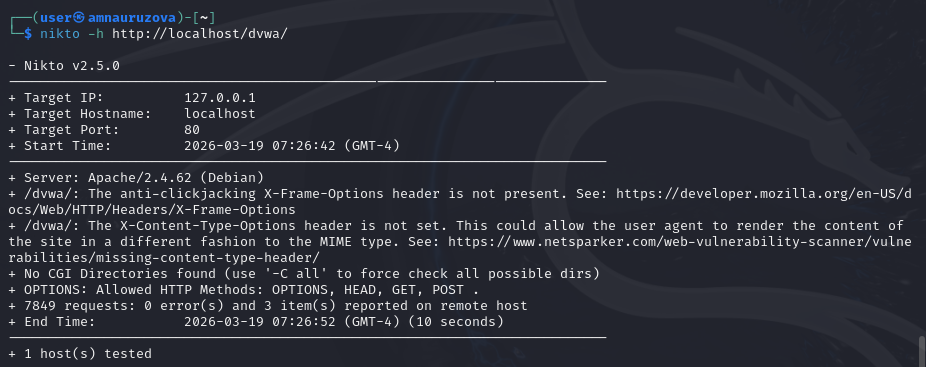 ┌──(user㉿amnauruzova)-[~]
└─$ nikto -h http://localhost/dvwa/
- Nikto v2.5.0
---------------------------------------------------------------------------
+ Target IP:          127.0.0.1
+ Target Hostname:    localhost
+ Target Port:        80
+ Start Time:         2026-03-19 07:26:42 (GMT-4)
---------------------------------------------------------------------------
+ Server: Apache/2.4.62 (Debian)
+ /dvwa/: The anti-clickjacking X-Frame-Options header is not present. See: https://developer.mozilla.org/en-US/d
ocs/Web/HTTP/Headers/X-Frame-Options
+ /dvwa/: The X-Content-Type-Options header is not set. This could allow the user agent to render the content of
the site in a different fashion to the MIME type. See: https://www.netsparker.com/web-vulnerability-scanner/vulne
rabilities/missing-content-type-header/
+ No CGI Directories found (use '-C all' to force check all possible dirs)
+ OPTIONS: Allowed HTTP Methods: OPTIONS, HEAD, GET, POST .
+ 7849 requests: 0 error(s) and 3 item(s) reported on remote host
+ End Time:           2026-03-19 07:26:52 (GMT-4) (10 seconds)
---------------------------------------------------------------------------
+ 1 host(s) tested